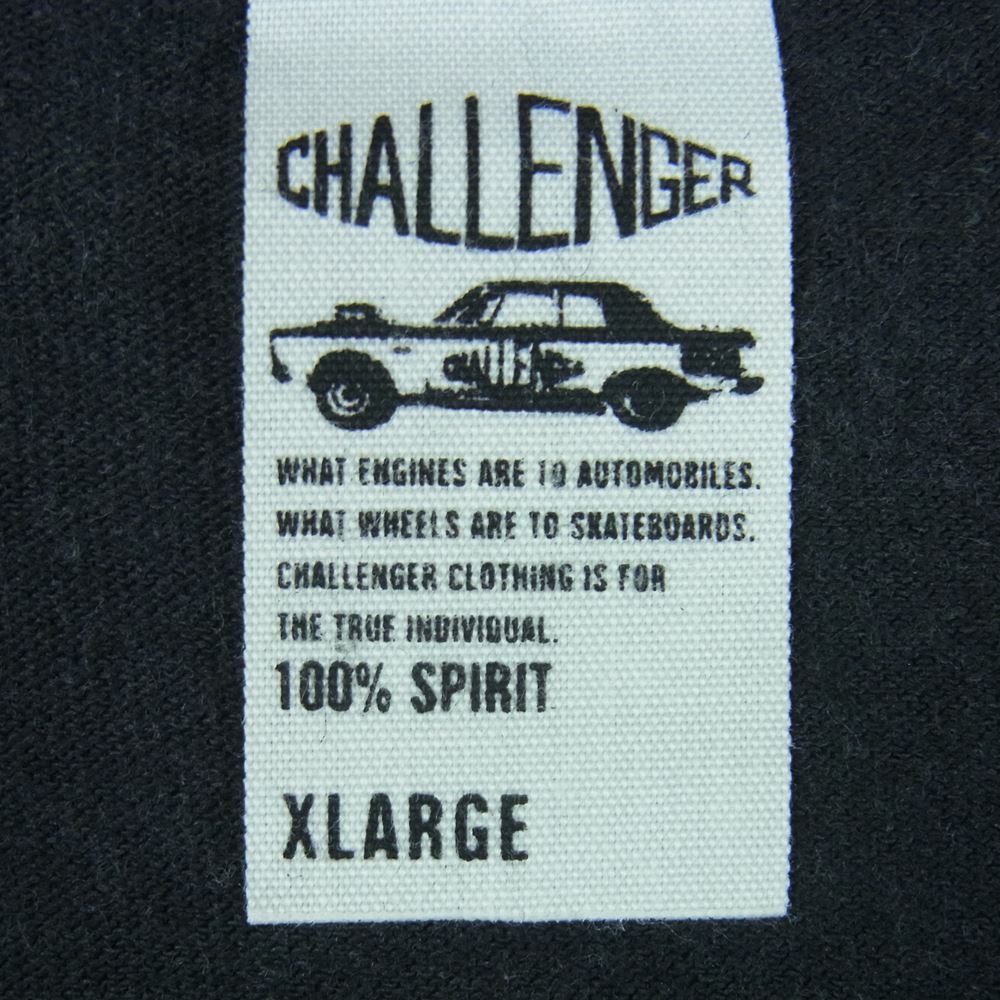 CHALLENGER
CHALLENGER
WHAT ENGINES ARE TO AUTOMOBILES.
WHAT WHEELS ARE TO SKATEBOARDS.
CHALLENGER CLOTHING IS FOR
THE TRUE INDIVIDUAL.
100% SPIRIT
XLARGE